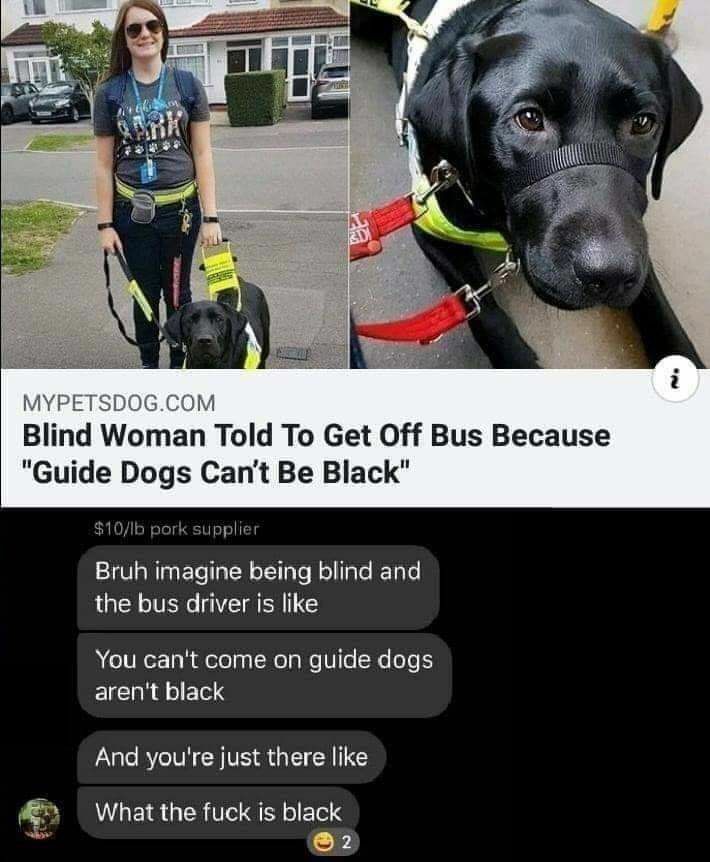 MYPETSDOG.COM
Blind Woman Told To Get Off Bus Because
"Guide Dogs Can't Be Black"
$10/lb pork supplier
Bruh imagine being blind and
the bus driver is like
You can't come on guide dogs
aren't black
And you're just there like
What the fuck is black
2